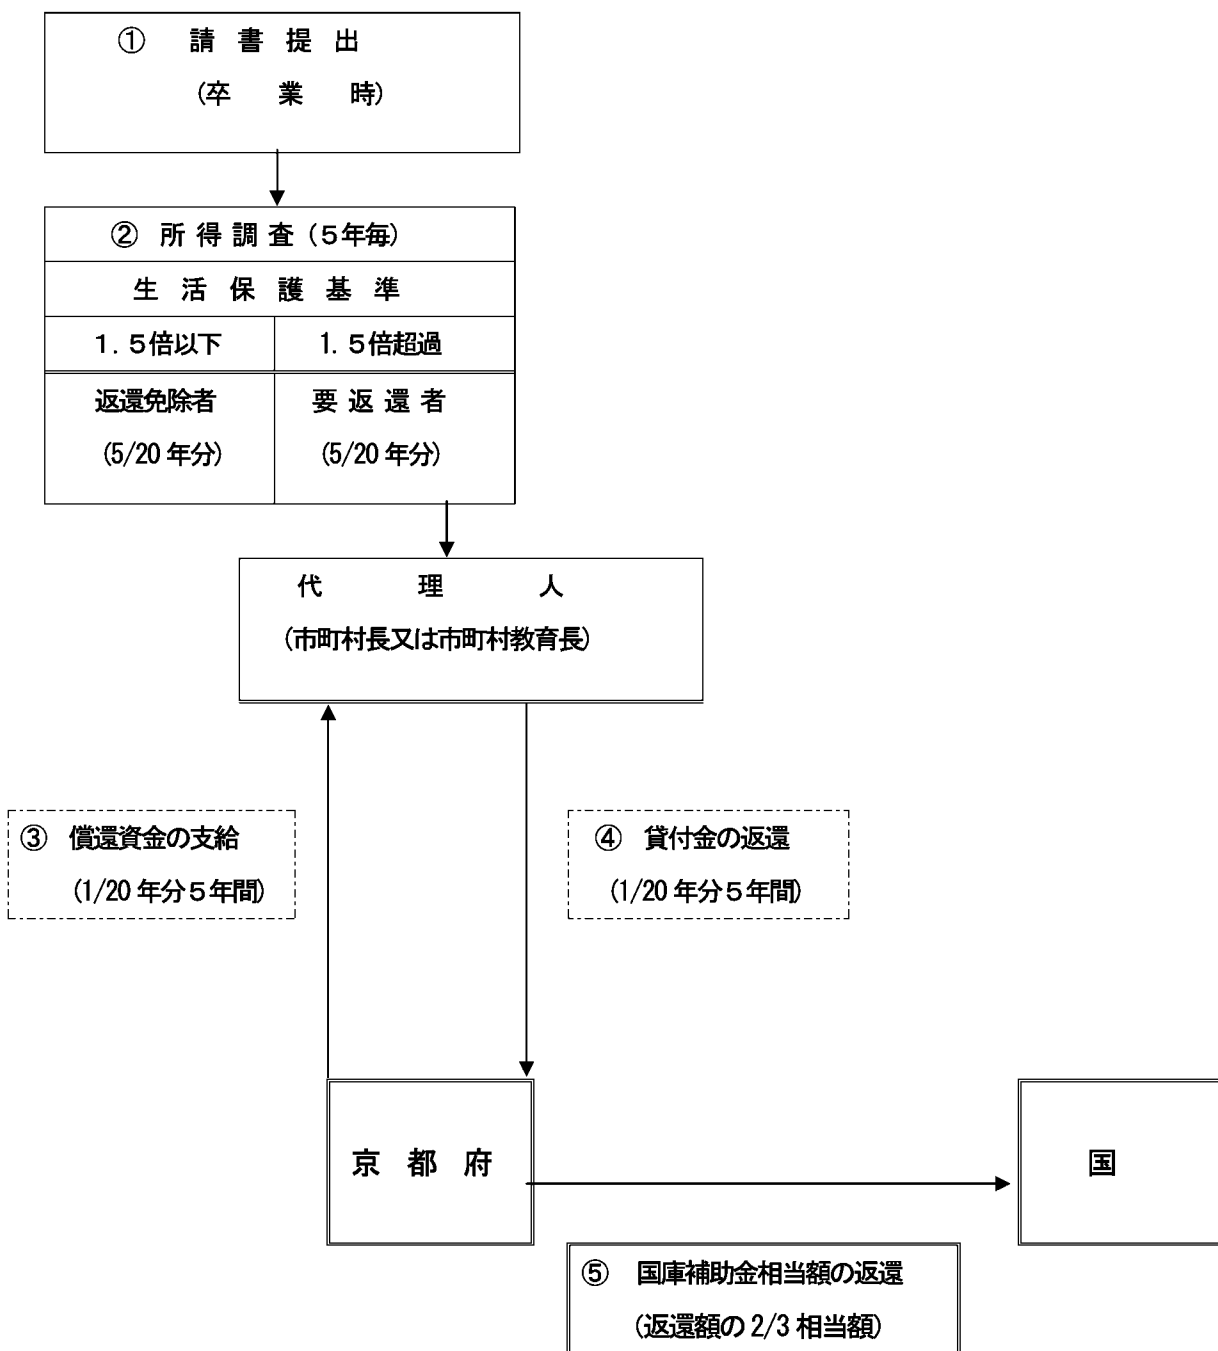 ① 請書提出
(卒業時)
② 所得調査(５年毎)
生活保護基準
１.５倍以下
1.５倍超過
返還免除者
(5/20 年分)
要返還者
(5/20 年分)
代理人
(市町村長又は市町村教育長)
③ 償還資金の支給
(1/20 年分５年間)
④ 貸付金の返還
(1/20 年分５年間)
京都府
国
⑤ 国庫補助金相当額の返還
(返還額の 2/3 相当額)